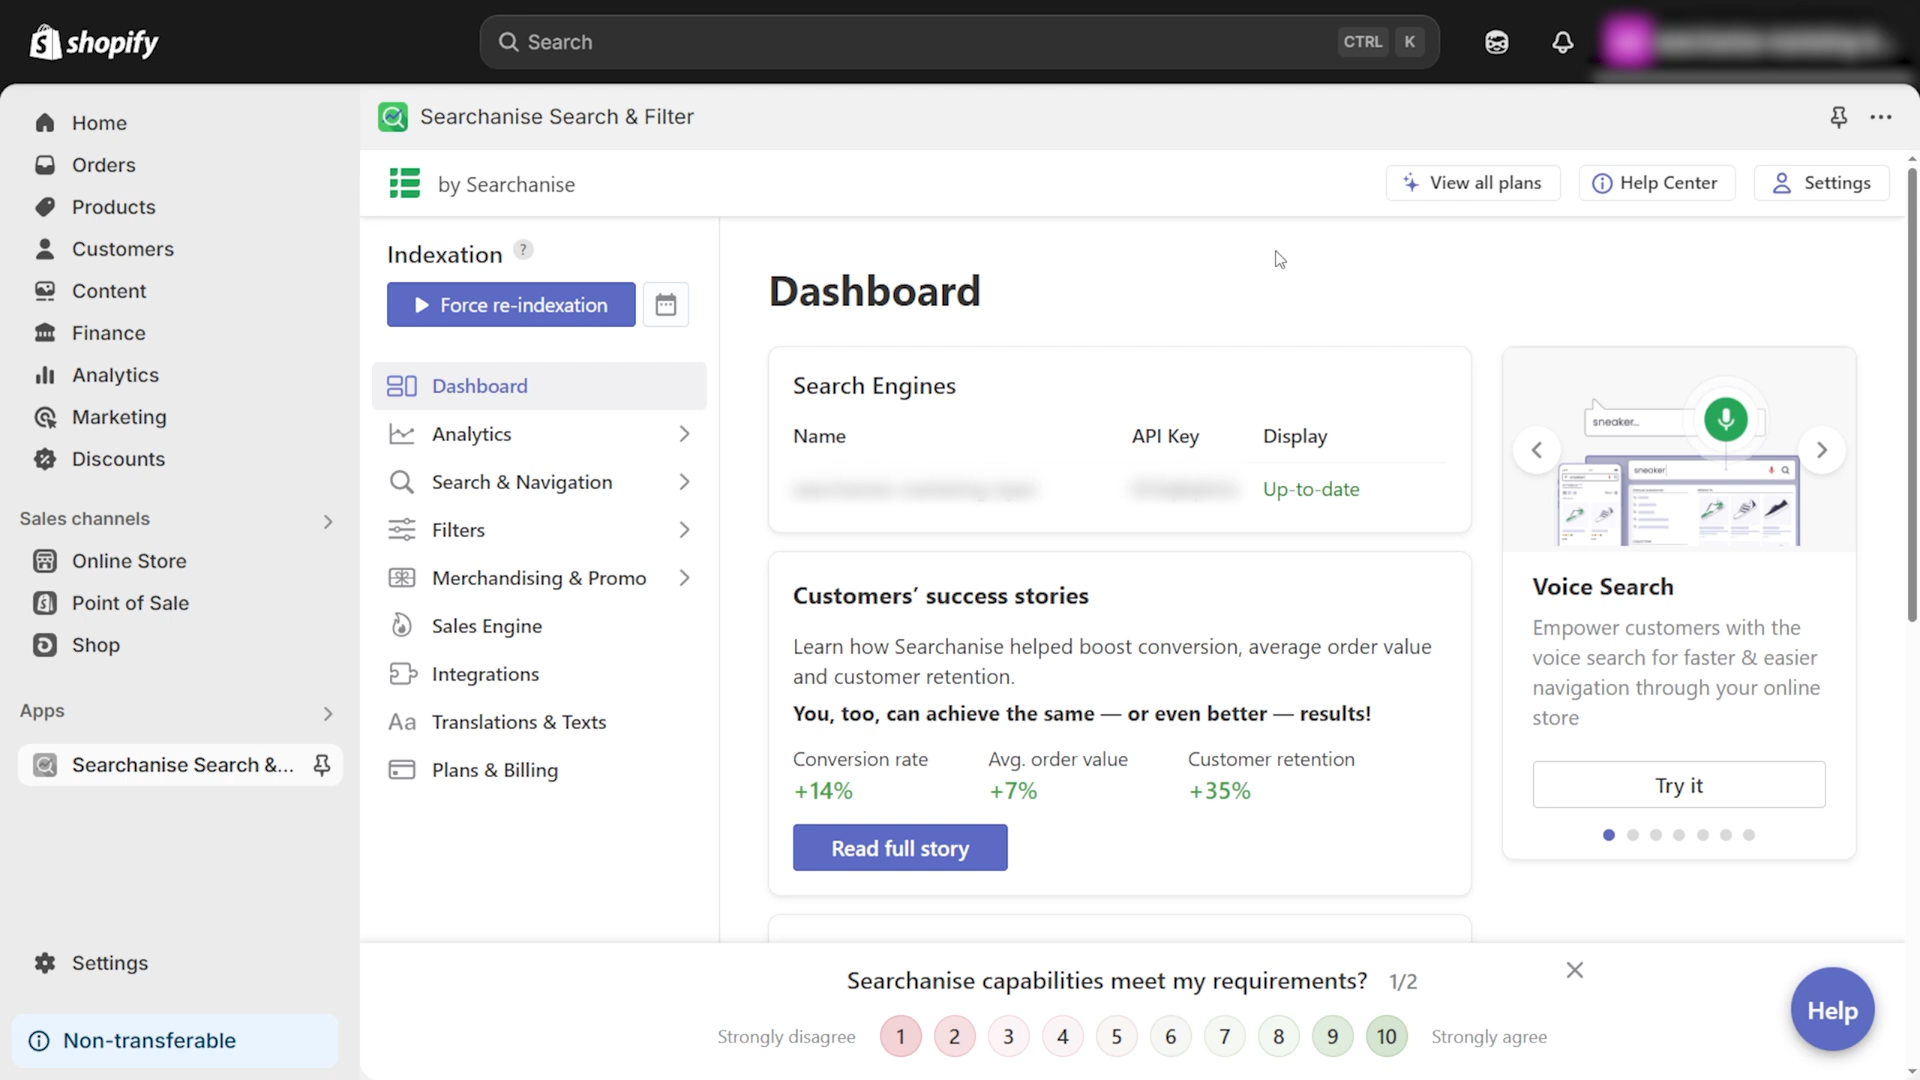 shopify
Search
CTRL K
Home
Orders
Products
Customers
Content
Finance
Analytics
Marketing
Discounts
Sales channels
Online Store
Point of Sale
Shop
Apps
Searchanise Search &...
Settings
Non-transferable
Searchanise Search & Filter
by Searchanise
View all plans
Help Center
Settings
Indexation ?
Force re-indexation
Dashboard
Analytics
Search & Navigation
Filters
Merchandising & Promo
Sales Engine
Integrations
Aa Translations & Texts
Plans & Billing
Dashboard
Search Engines
Name API Key Display
Up-to-date
Customers’ success stories
Learn how Searchanise helped boost conversion, average order value
and customer retention.
You, too, can achieve the same — or even better — results!
Conversion rate Avg. order value Customer retention
+14% +7% +35%
Read full story
sneaker...
sneaker
Voice Search
Empower customers with the
voice search for faster & easier
navigation through your online
store
Try it
Searchanise capabilities meet my requirements? 1/2
Strongly disagree 1 2 3 4 5 6 7 8 9 10 Strongly agree
Help